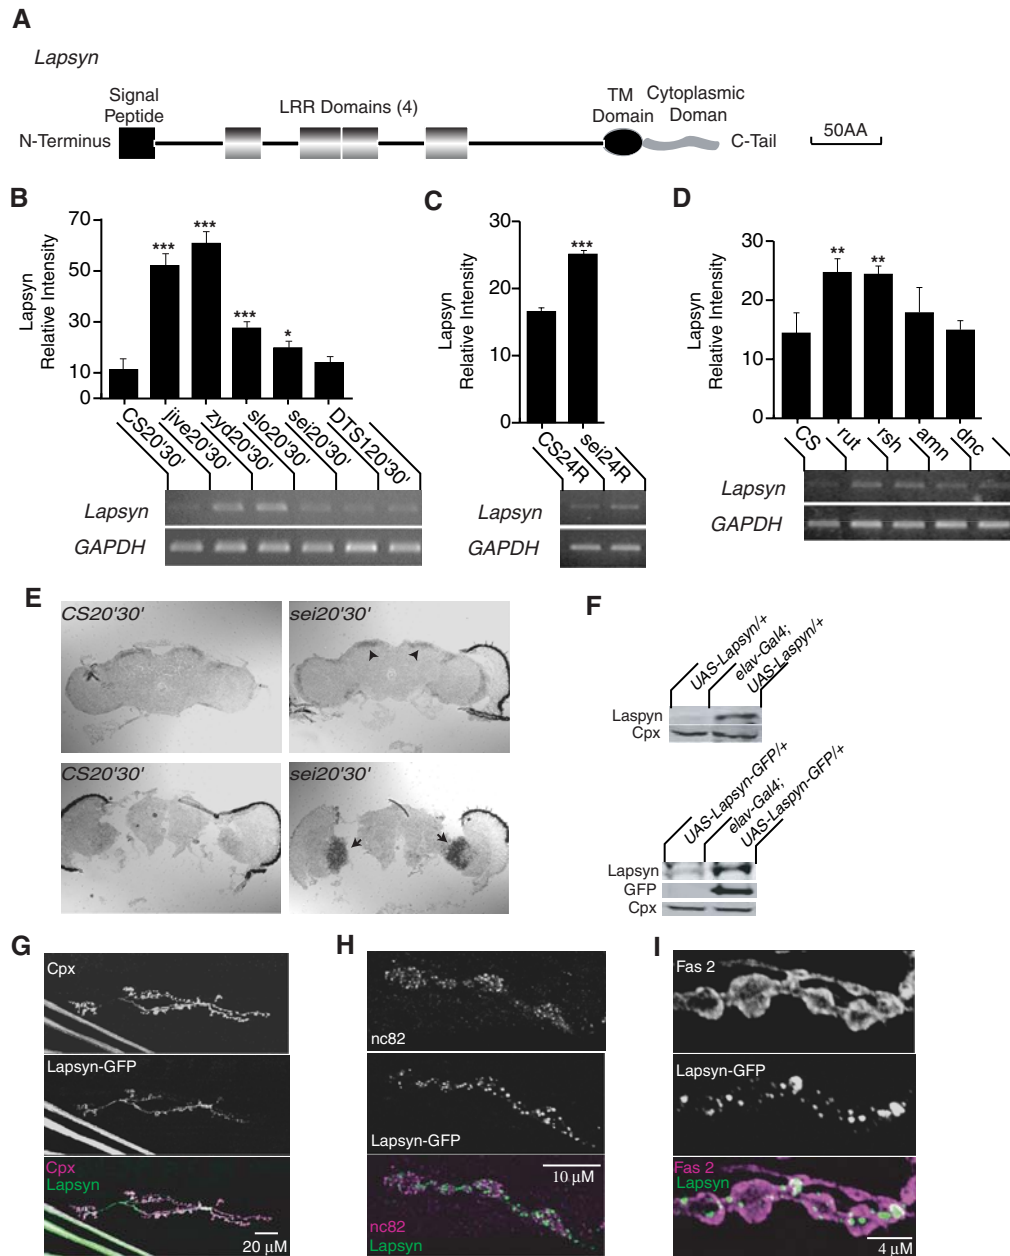 A
Lapsyn
Signal
Peptide
LRR Domains (4)
TM
Domain
Cytoplasmic
Doman
N-Terminus
C-Tail
50AA
B
Lapsyn
Relative Intensity
70
50
30
10
0
***
***
***
*
CS20'30'
jive20'30'
zyd20'30'
slo20'30'
sei20'30'
DTS120'30'
Lapsyn
GAPDH
C
Lapsyn
Relative Intensity
30
20
10
0
***
CS24R
sei24R
Lapsyn
GAPDH
D
Lapsyn
Relative Intensity
30
20
10
0
**
**
CS
rut
rsh
amn
dnc
Lapsyn
GAPDH
E
CS20'30'
sei20'30'
CS20'30'
sei20'30'
F
UAS-Lapsyn/+
elav-Gal4;
UAS-Laspyn/+
Laspyn
Cpx
UAS-Lapsyn-GFP/+
elav-Gal4;
UAS-Laspyn-GFP/+
Lapsyn
GFP
Cpx
G
Cpx
Lapsyn-GFP
Cpx
Lapsyn
20 µM
H
nc82
Lapsyn-GFP
10 µM
nc82
Lapsyn
I
Fas 2
Lapsyn-GFP
Fas 2
Lapsyn
4 µM